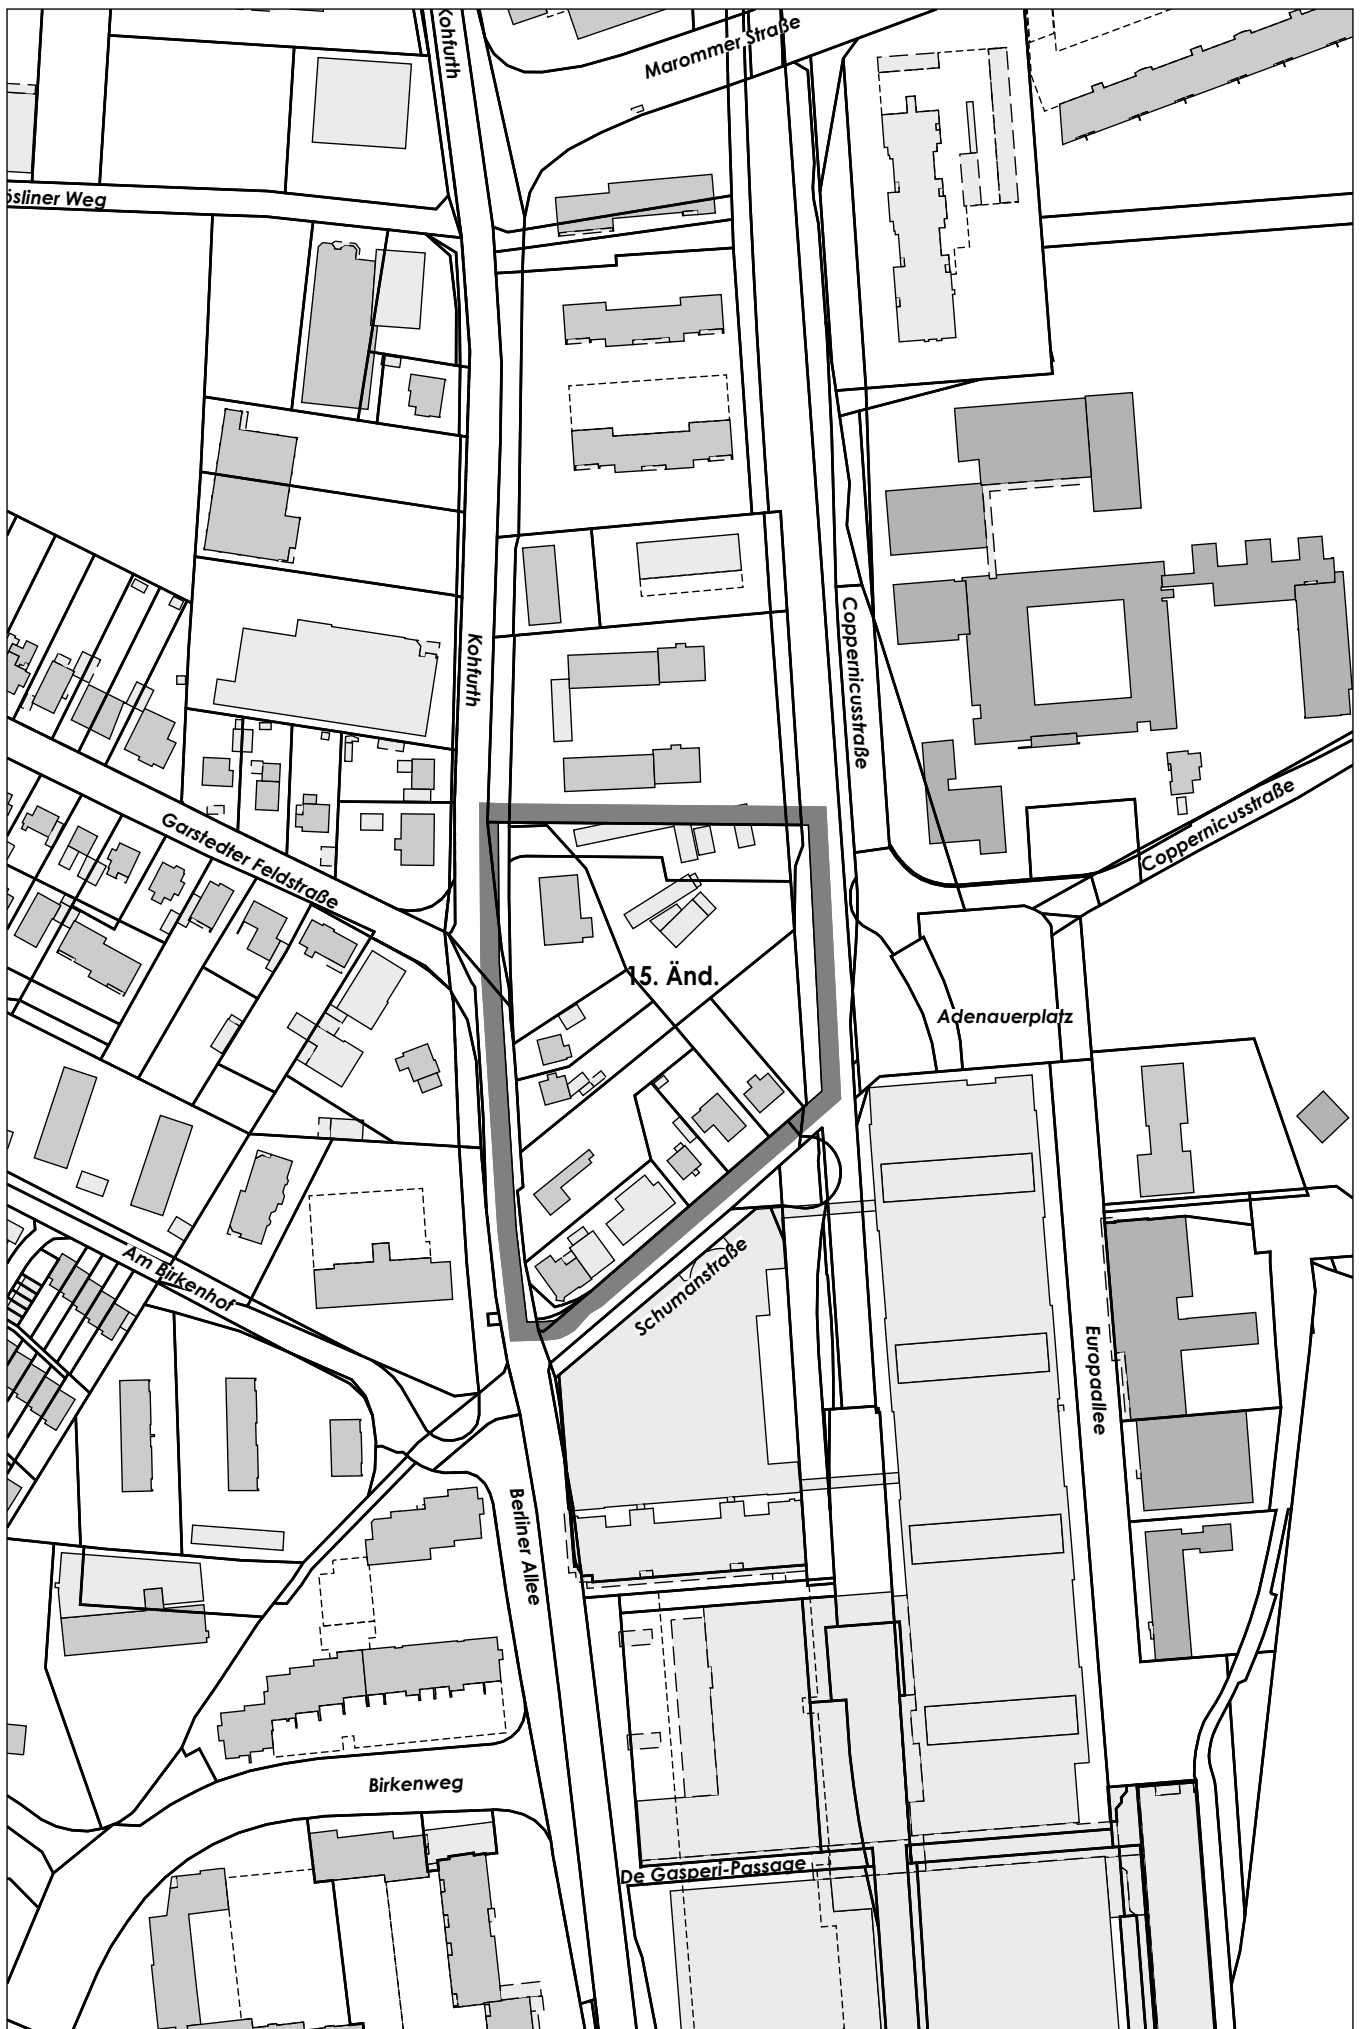 Kohfurth
Marommer Straße
ösliner Weg
Kohfurth
Coppernicusstraße
Coppernicusstraße
Garstedter Feldstraße
15. Änd.
Adenauerplatz
Am Birkenhof
Schumanstraße
Europaallee
Berliner Allee
Birkenweg
De Gasperi-Passage